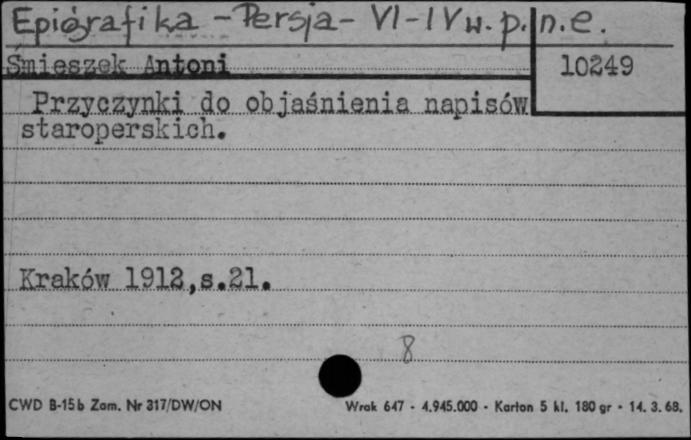 Epigrafika - Persja - VI - IV w. p. n. e.
Śmieszek Antoni
10249
Przyczynki do objaśnienia napisów
staroperskich.
Kraków 1912,s.21.
8
CWD B-15b Zam. Nr 317/DW/ON
Wrak 647 - 4.945.000 - Karton 5 kl. 180 gr - 14. 3. 68.